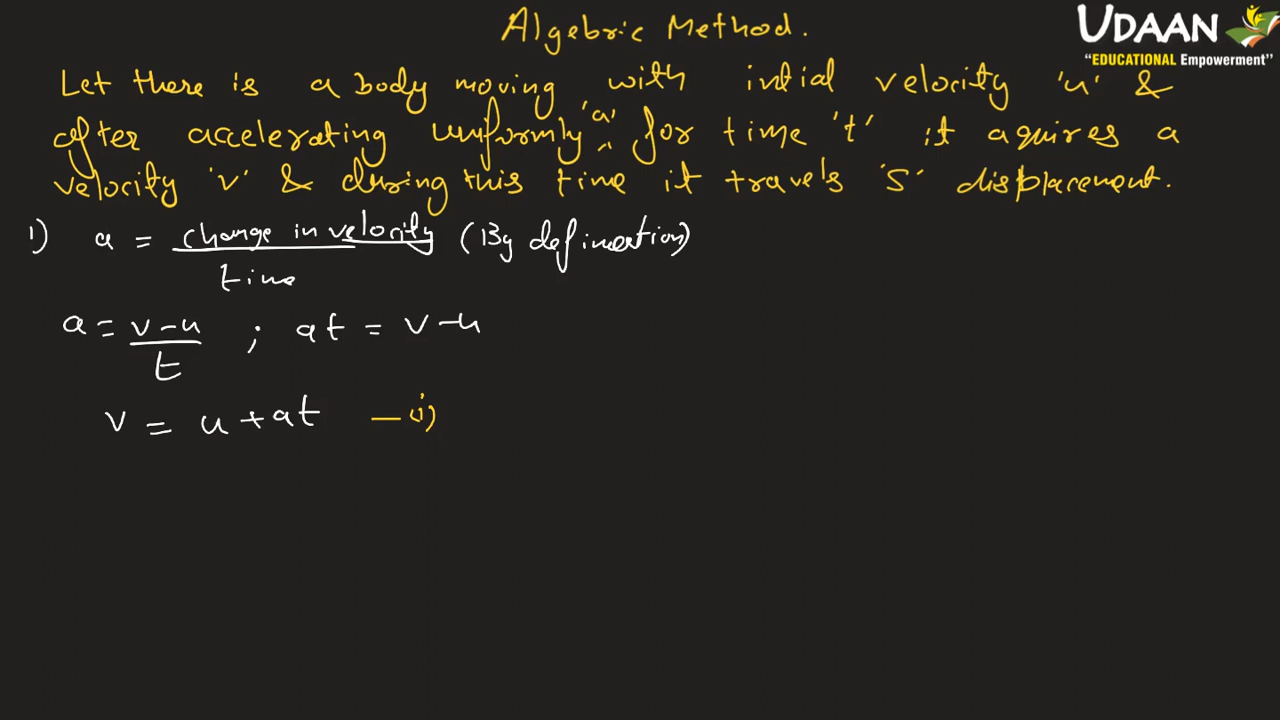 Algebric Method.
UDAAN
"EDUCATIONAL Empowerment"
Let there is a body moving with intial velocity 'u' &
after accelerating uniformly 'a' for time 't' it aquires a
velocity 'v' & during this time it travels 'S' displacement.
1) a = change in velocity / time (By definantion)
a = v-u / t ; at = v-u
v = u + at — (i)